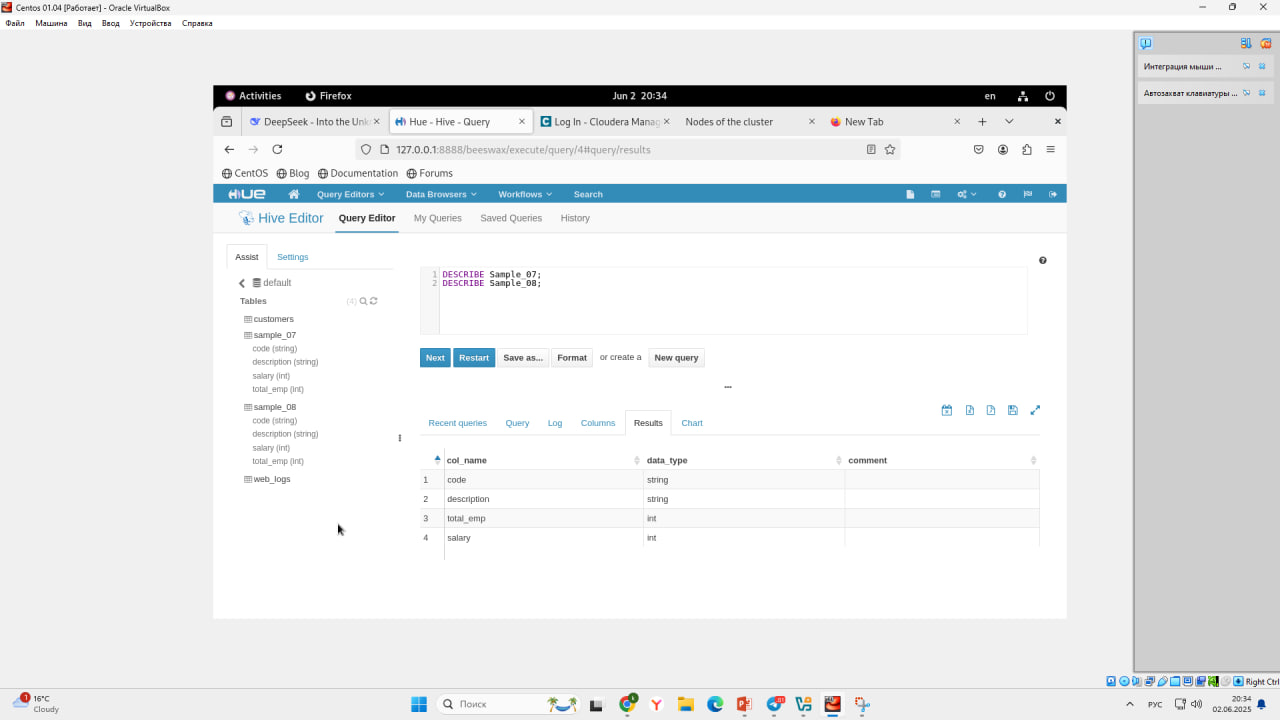 Centos 01.04 [Работает] - Oracle VirtualBox
Файл Машина Вид Ввод Устройства Справка
Интеграция мыши ...
Автозахват клавиатуры ...
Activities Firefox Jun 2 20:34 en
DeepSeek - Into the Unk Hue - Hive - Query Log In - Cloudera Manag Nodes of the cluster New Tab
127.0.0.1:8888/beeswax/execute/query/4#query/results
CentOS Blog Documentation Forums
HUE Query Editors Data Browsers Workflows Search
Hive Editor Query Editor My Queries Saved Queries History
Assist Settings
default
Tables (4)
customers
sample_07
code (string)
description (string)
salary (int)
total_emp (int)
sample_08
code (string)
description (string)
salary (int)
total_emp (int)
web_logs
1 DESCRIBE Sample_07;
2 DESCRIBE Sample_08;
Next Restart Save as... Format or create a New query
Recent queries Query Log Columns Results Chart
col_name data_type comment
1 code string
2 description string
3 total_emp int
4 salary int
Right Ctrl
1 16°C
Cloudy
Поиск
РУС
20:34
02.06.2025